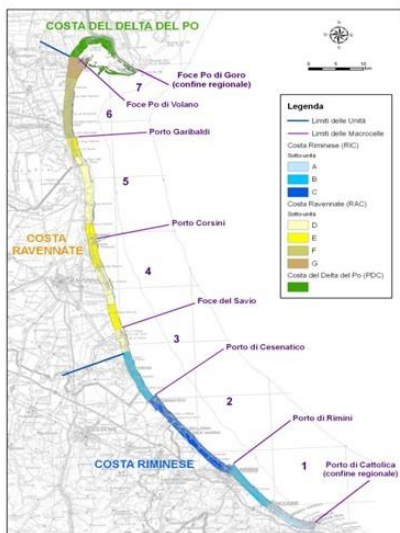 COSTA DEL DELTA DEL PO
Foce Po di Goro
(confine regionale)
7
Foce Po di Volano
6
Porto Garibaldi
5
COSTA
RAVENNATE
Porto Corsini
4
Foce del Savio
3
Porto di Cesenatico
2
Porto di Rimini
COSTA RIMINESE
1
Porto di Cattolica
(confine regionale)
Legenda
Limiti delle Unità
Limiti delle Macrocelle
Costa Riminese (RIC)
Sotto-unità
A
B
C
Costa Ravennate (RAC)
Sotto-unità
D
E
F
G
Costa del Delta del Po (PDC)